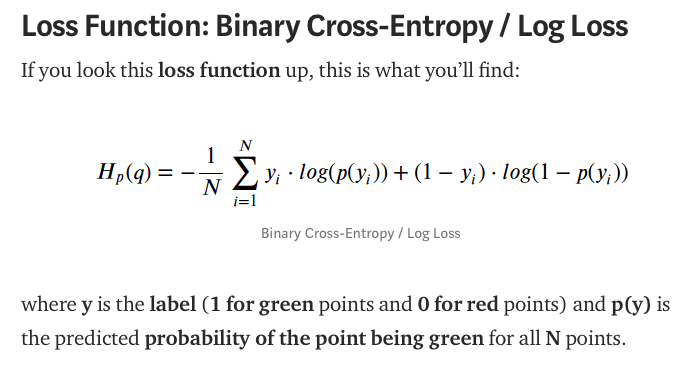 Loss Function: Binary Cross-Entropy / Log Loss
If you look this loss function up, this is what you’ll find:
H_p(q) = −\frac{1}{N} \sum_{i=1}^{N} y_i · log(p(y_i)) + (1 − y_i) · log(1 − p(y_i))
Binary Cross-Entropy / Log Loss
where y is the label (1 for green points and 0 for red points) and p(y) is
the predicted probability of the point being green for all N points.